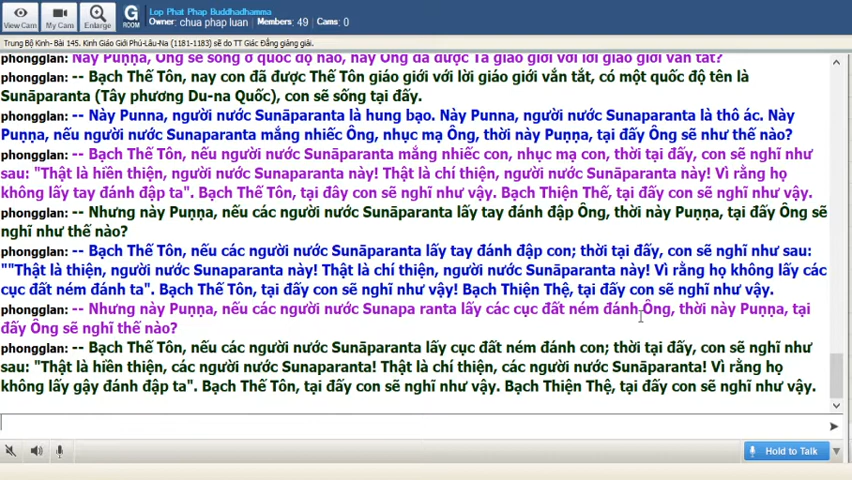 Lop Phat Phap Buddhadhamma
Owner: chua phap luan Members: 49 Cams: 0
View Cam
My Cam
Enlarge
G
ROOM
Trung Bộ Kinh- Bài 145. Kinh Giáo Giới Phú-Lâu-Na (1181-1183) sẽ do TT Giác Đẳng giảng giải.
phongglan: Này Puṇṇa, Ông sẽ sống ở quốc độ nào, nay Ông đã được Ta giáo giới với lời giáo giới vắn tắt?
phongglan: -- Bạch Thế Tôn, nay con đã được Thế Tôn giáo giới với lời giáo giới vắn tắt, có một quốc độ tên là
Sunāparanta (Tây phương Du-na Quốc), con sẽ sống tại đấy.
phongglan: -- Này Punna, người nước Sunāparanta là hung bạo. Này Puṇṇa, người nước Sunaparanta là thô ác. Này
Puṇṇa, nếu người nước Sunaparanta mắng nhiếc Ông, nhục mạ Ông, thời này Puṇṇa, tại đấy Ông sẽ như thế nào?
phongglan: -- Bạch Thế Tôn, nếu người nước Sunāparanta mắng nhiếc con, nhục mạ con, thời tại đấy, con sẽ nghĩ như
sau: "Thật là hiền thiện, người nước Sunaparanta này! Thật là chí thiện, người nước Sunāparanta này! Vì rằng họ
không lấy tay đánh đập ta". Bạch Thế Tôn, tại đây con sẽ nghĩ như vậy. Bạch Thiện Thế, tại đấy con sẽ nghĩ như vậy.
phongglan: -- Nhưng này Puṇṇa, nếu các người nước Sunaparanta lấy tay đánh đập Ông, thời này Puṇṇa, tại đấy Ông sẽ
nghĩ như thế nào?
phongglan: -- Bạch Thế Tôn, nếu các người nước Sunāparanta lấy tay đánh đập con; thời tại đấy, con sẽ nghĩ như sau:
""Thật là thiện, người nước Sunaparanta này! Thật là chí thiện, người nước Sunāparanta này! Vì rằng họ không lấy các
cục đất ném đánh ta". Bạch Thế Tôn, tại đấy con sẽ nghĩ như vậy! Bạch Thiện Thệ, tại đấy con sẽ nghĩ như vậy.
phongglan: -- Nhưng này Puṇṇa, nếu các người nước Sunapa ranta lấy các cục đất ném đánh Ông, thời này Puṇṇa, tại
đấy Ông sẽ nghĩ thế nào?
phongglan: -- Bạch Thế Tôn, nếu các người nước Sunāparanta lấy cục đất ném đánh con; thời tại đấy, con sẽ nghĩ như
sau: "Thật là hiền thiện, các người nước Sunaparanta! Thật là chí thiện, các người nước Sunāparanta! Vì rằng họ
không lấy gậy đánh đập ta". Bạch Thế Tôn, tại đấy con sẽ nghĩ như vậy. Bạch Thiện Thệ, tại đấy con sẽ nghĩ như vậy.
Hold to Talk